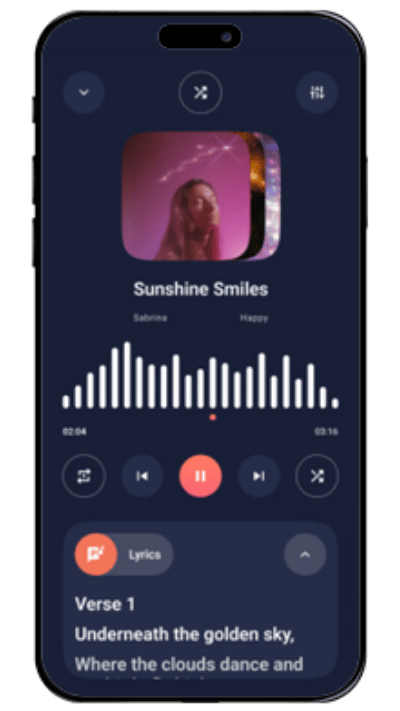 Sunshine Smiles
Sabrina Happy
02:04 03:16
Lyrics
Verse 1
Underneath the golden sky,
Where the clouds dance and